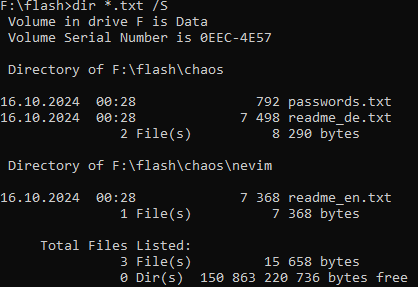 F:\flash>dir *.txt /S
 Volume in drive F is Data
 Volume Serial Number is 0EEC-4E57

 Directory of F:\flash\chaos

16.10.2024  00:28               792 passwords.txt
16.10.2024  00:28             7 498 readme_de.txt
               2 File(s)          8 290 bytes

 Directory of F:\flash\chaos\nevim

16.10.2024  00:28             7 368 readme_en.txt
               1 File(s)          7 368 bytes

     Total Files Listed:
               3 File(s)         15 658 bytes
               0 Dir(s)  150 863 220 736 bytes free